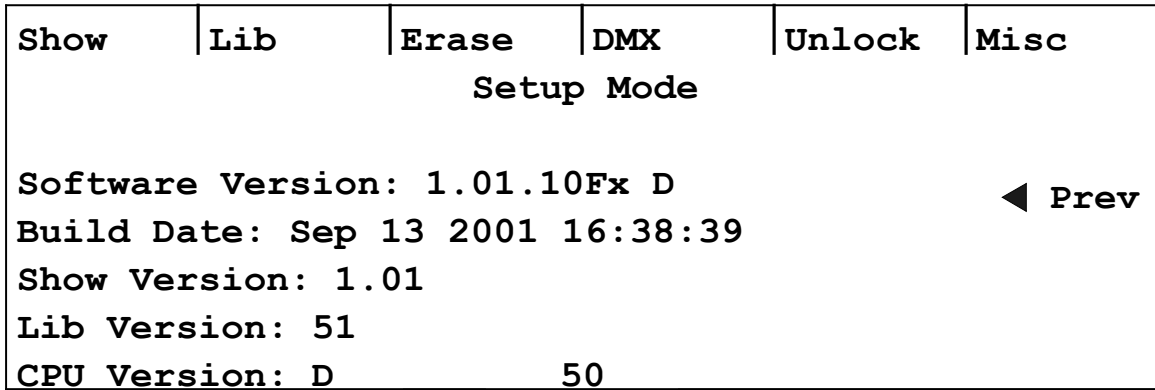 Show Lib Erase DMX Unlock Misc
Setup Mode
Software Version: 1.01.10Fx D
◀ Prev
Build Date: Sep 13 2001 16:38:39
Show Version: 1.01
Lib Version: 51
CPU Version: D 50